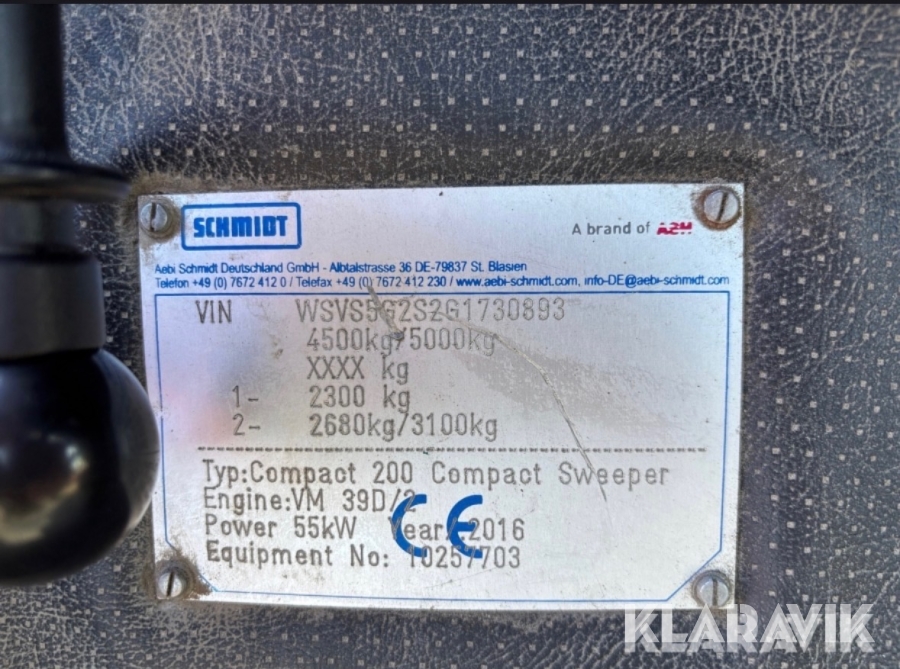 SCHMIDT
A brand of ASH
Aebi Schmidt Deutschland GmbH - Albtalstrasse 36 DE-79837 St. Blasien
Telefon +49 (0) 7672 412 0 / Telefax +49 (0) 7672 412 230 / www.aebi-schmidt.com, info-DE@aebi-schmidt.com
VIN WSVS5G2S2G1730893
4500kg/5000kg
XXXX kg
1- 2300 kg
2- 2680kg/3100kg
Typ:Compact 200 Compact Sweeper
Engine:VM 39D/2
Power 55kW Year/ 2016
CE
Equipment No: 10257703
KLARAVIK